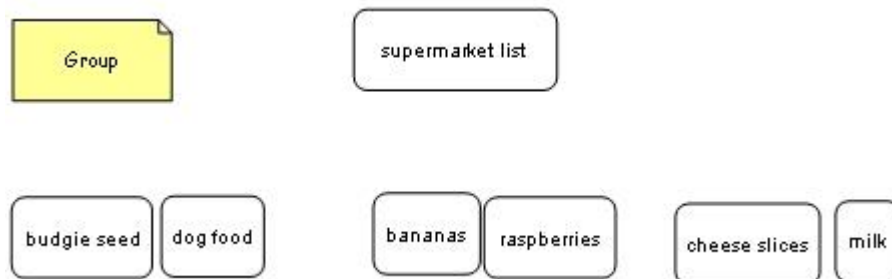 Group
supermarket list
budgie seed
dog food
bananas
raspberries
cheese slices
milk